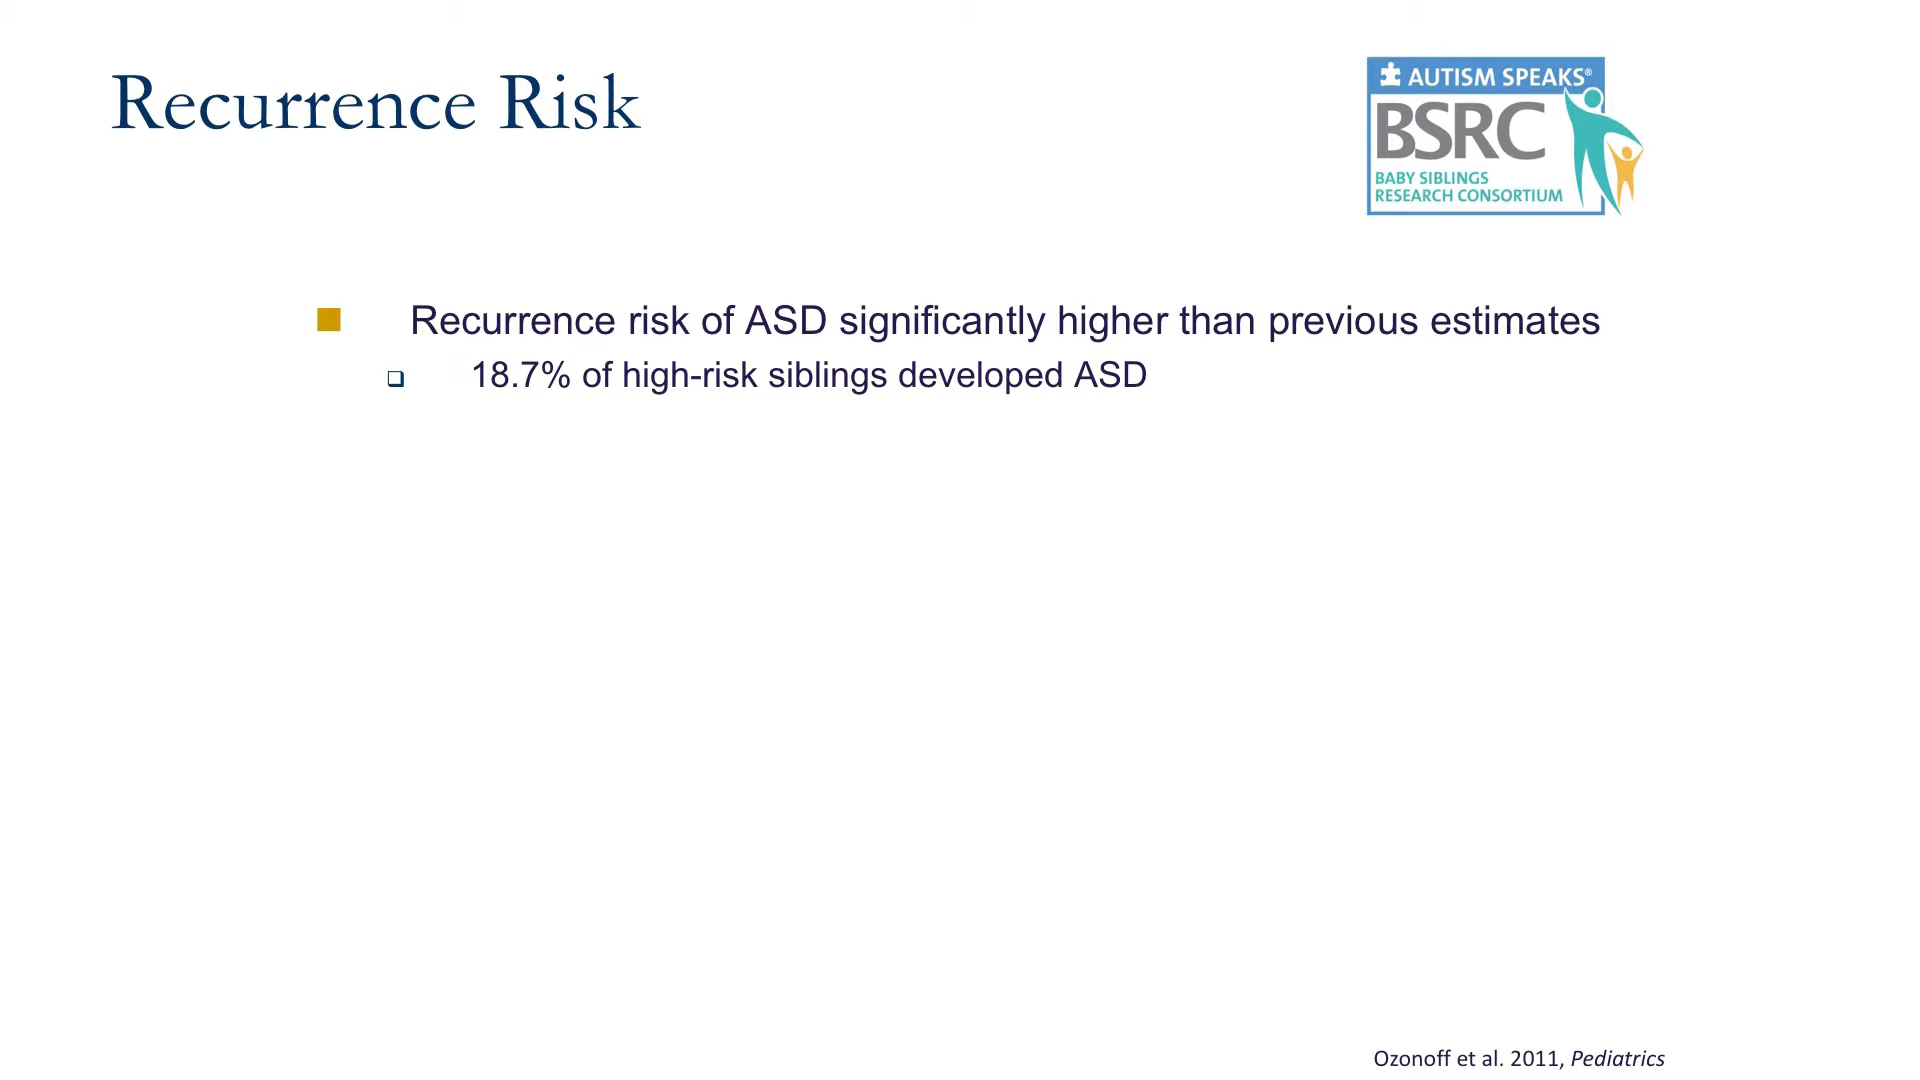 Recurrence Risk
AUTISM SPEAKS®
BSRC
BABY SIBLINGS
RESEARCH CONSORTIUM
Recurrence risk of ASD significantly higher than previous estimates
18.7% of high-risk siblings developed ASD
Ozonoff et al. 2011, Pediatrics